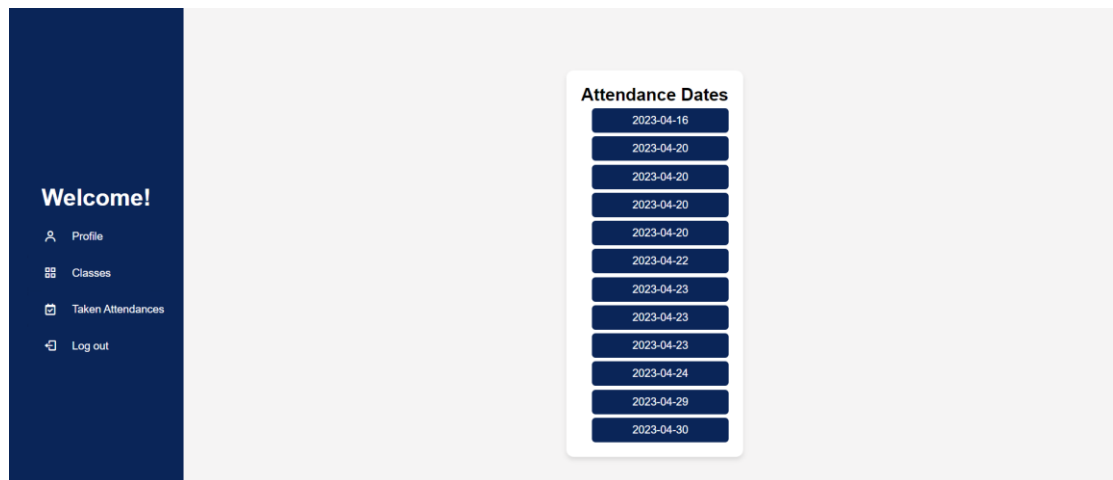 Welcome!
Profile
Classes
Taken Attendances
Log out
Attendance Dates
2023-04-16
2023-04-20
2023-04-20
2023-04-20
2023-04-20
2023-04-22
2023-04-23
2023-04-23
2023-04-23
2023-04-24
2023-04-29
2023-04-30